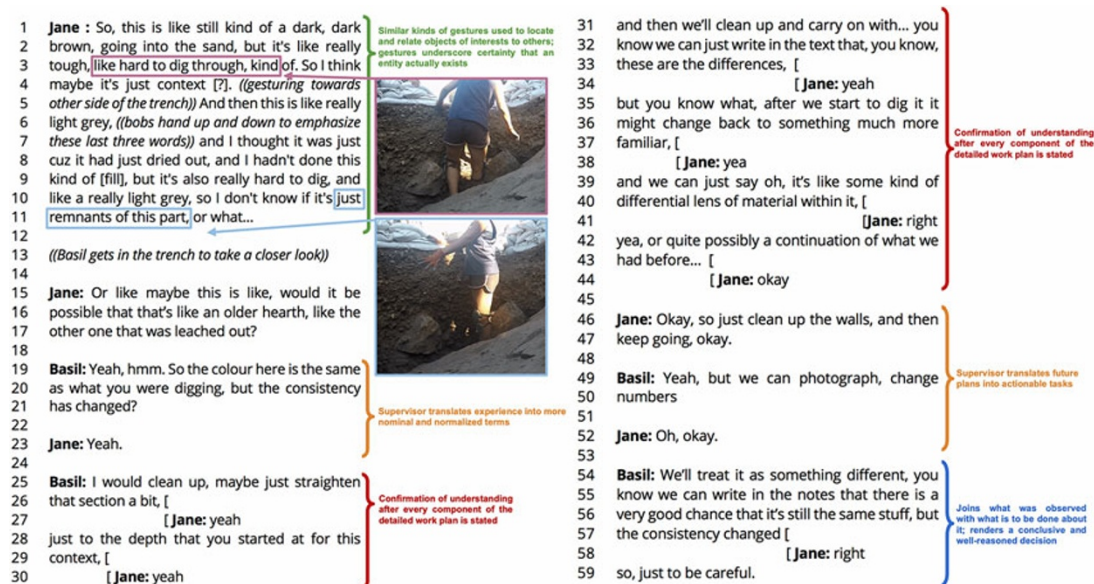 1 Jane : So, this is like still kind of a dark, dark
2 brown, going into the sand, but it's like really
3 tough, like hard to dig through, kind of. So I think
4 maybe it's just context [?]. ((gesturing towards
5 other side of the trench)) And then this is like really
6 light grey, ((bobs hand up and down to emphasize
7 these last three words)) and I thought it was just
8 cuz it had just dried out, and I hadn't done this
9 kind of [fill], but it's also really hard to dig, and
10 like a really light grey, so I don't know if it's just
11 remnants of this part, or what...
12
13 ((Basil gets in the trench to take a closer look))
14
15 Jane: Or like maybe this is like, would it be
16 possible that that's like an older hearth, like the
17 other one that was leached out?
18
19 Basil: Yeah, hmm. So the colour here is the same
20 as what you were digging, but the consistency
21 has changed?
22
23 Jane: Yeah.
24
25 Basil: I would clean up, maybe just straighten
26 that section a bit, [
27 [ Jane: yeah
28 just to the depth that you started at for this
29 context, [
30 [ Jane: yeah
Similar kinds of gestures used to locate
and relate objects of interests to others;
gestures underscore certainty that an
entity actually exists
Supervisor translates experience into more
nominal and normalized terms
Confirmation of understanding
after every component of the
detailed work plan is stated
31 and then we'll clean up and carry on with... you
32 know we can just write in the text that, you know,
33 these are the differences, [
34 [ Jane: yeah
35 but you know what, after we start to dig it it
36 might change back to something much more
37 familiar, [
38 [ Jane: yea
39 and we can just say oh, it's like some kind of
40 differential lens of material within it, [
41 [Jane: right
42 yea, or quite possibly a continuation of what we
43 had before... [
44 [ Jane: okay
45
46 Jane: Okay, so just clean up the walls, and then
47 keep going, okay.
48
49 Basil: Yeah, but we can photograph, change
50 numbers
51
52 Jane: Oh, okay.
53
54 Basil: We'll treat it as something different, you
55 know we can write in the notes that there is a
56 very good chance that it's still the same stuff, but
57 the consistency changed [
58 [ Jane: right
59 so, just to be careful.
Confirmation of understanding
after every component of the
detailed work plan is stated
Supervisor translates future
plans into actionable tasks
Joins what was observed
with what is to be done about
it; renders a conclusive and
well-reasoned decision